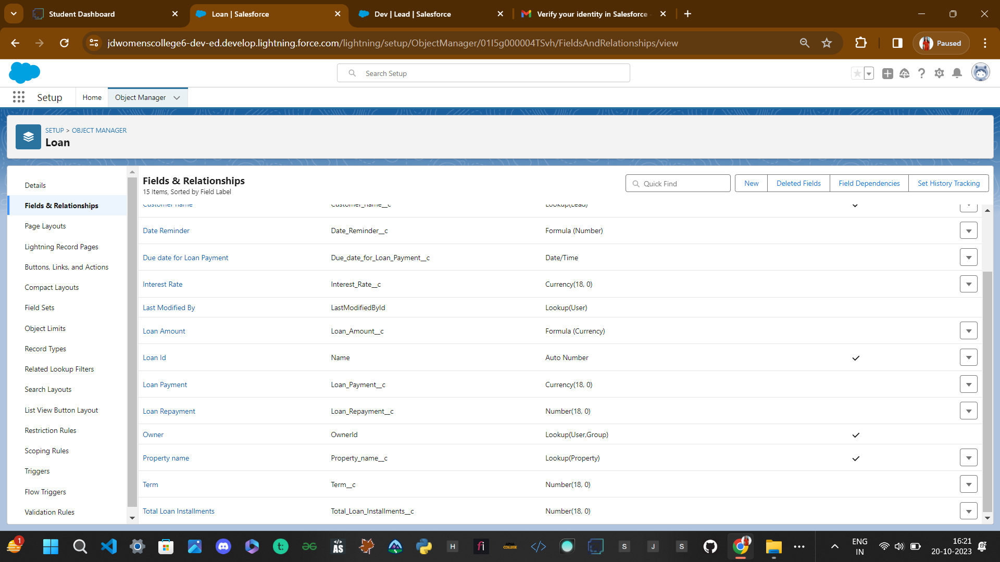 Student Dashboard
Loan | Salesforce
Dev | Lead | Salesforce
Verify your identity in Salesforce
jdwomenscollege6-dev-ed.develop.lightning.force.com/lightning/setup/ObjectManager/01I5g000004TSvh/FieldsAndRelationships/view
Paused
Search Setup
Setup
Home
Object Manager
SETUP > OBJECT MANAGER
Loan
Details
Fields & Relationships
Page Layouts
Lightning Record Pages
Buttons, Links, and Actions
Compact Layouts
Field Sets
Object Limits
Record Types
Related Lookup Filters
Search Layouts
List View Button Layout
Restriction Rules
Scoping Rules
Triggers
Flow Triggers
Validation Rules
Fields & Relationships
15 Items, Sorted by Field Label
Quick Find
New
Deleted Fields
Field Dependencies
Set History Tracking
Customer name Customer_name__c Lookup(Lead)
Date Reminder Date_Reminder__c Formula (Number)
Due date for Loan Payment Due_date_for_Loan_Payment__c Date/Time
Interest Rate Interest_Rate__c Currency(18, 0)
Last Modified By LastModifiedById Lookup(User)
Loan Amount Loan_Amount__c Formula (Currency)
Loan Id Name Auto Number
Loan Payment Loan_Payment__c Currency(18, 0)
Loan Repayment Loan_Repayment__c Number(18, 0)
Owner OwnerId Lookup(User,Group)
Property name Property_name__c Lookup(Property)
Term Term__c Number(18, 0)
Total Loan Installments Total_Loan_Installments__c Number(18, 0)
1
t:
</>
AS
H
fi
APNA
COLLEGE
</>
S
J
S
ENG
IN
16:21
20-10-2023